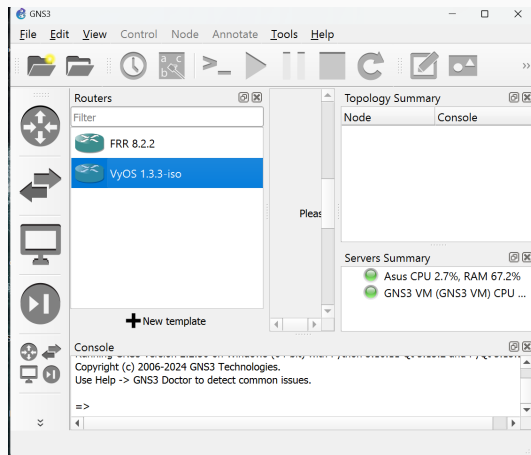 GNS3
File Edit View Control Node Annotate Tools Help
Routers
Filter
FRR 8.2.2
VyOS 1.3.3-iso
New template
Pleas
Topology Summary
Node Console
Servers Summary
Asus CPU 2.7%, RAM 67.2%
GNS3 VM (GNS3 VM) CPU ...
Console
Copyright (c) 2006-2024 GNS3 Technologies.
Use Help -> GNS3 Doctor to detect common issues.
=>